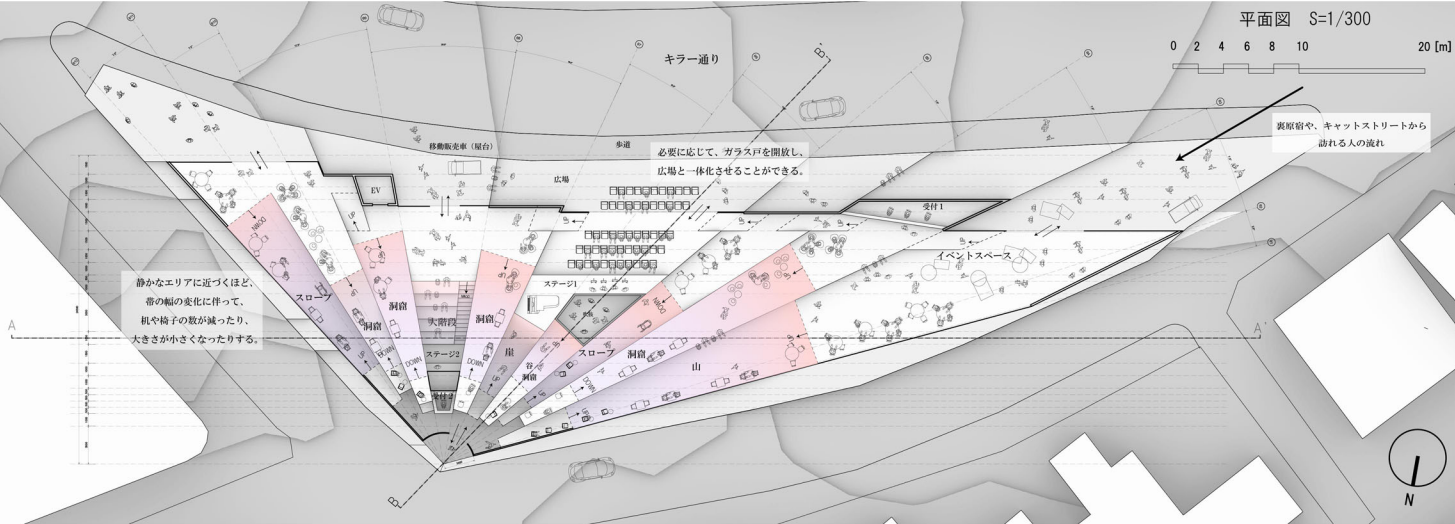 平面図 S=1/300
0 2 4 6 8 10 20 [m]
キラー通り
B'
裏原宿や、キャットストリートから
訪れる人の流れ
移動販売車（屋台）
歩道
必要に応じて、ガラス戸を開放し、
広場と一体化させることができる。
広場
EV
UP
受付1
DOWN
イベントスペース
静かなエリアに近づくほど、
帯の幅の変化に伴って、
机や椅子の数が減ったり、
大きさが小さくなったりする。
スロープ
洞窟
洞窟
大階段
洞窟
ステージ1
DOWN
A
A'
ステージ2
崖
谷
洞窟
スロープ
洞窟
山
DOWN
DOWN
DOWN
UP
UP
DOWN
UP
受付2
B
N